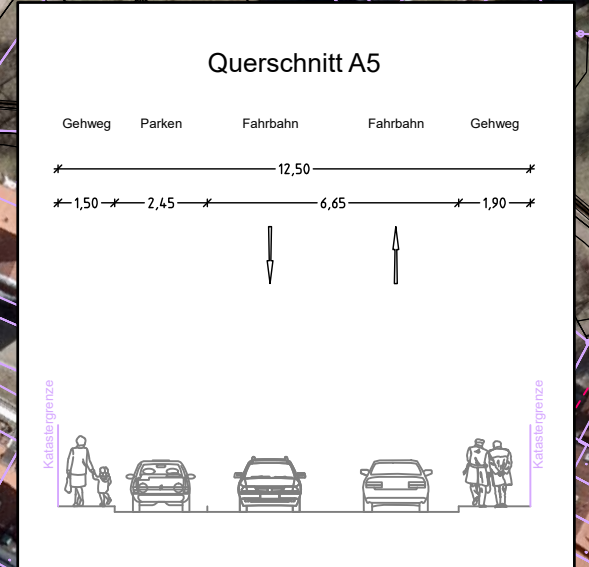 Querschnitt A5
Gehweg Parken Fahrbahn Fahrbahn Gehweg
12,50
1,50 2,45 6,65 1,90
Katastergrenze
Katastergrenze